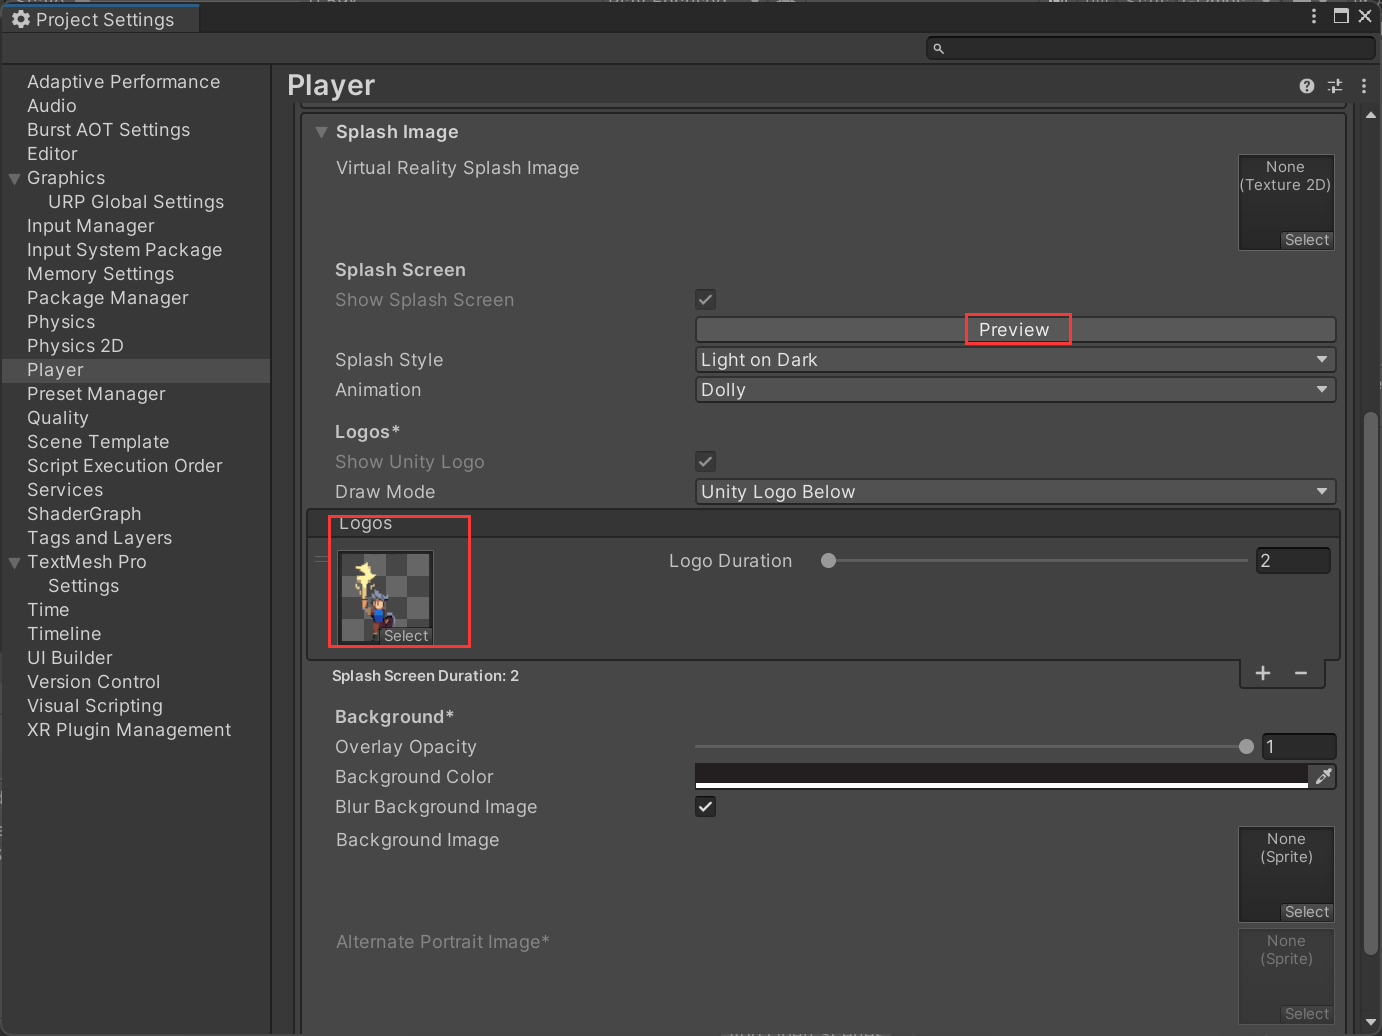 Project Settings
Adaptive Performance
Audio
Burst AOT Settings
Editor
Graphics
URP Global Settings
Input Manager
Input System Package
Memory Settings
Package Manager
Physics
Physics 2D
Player
Preset Manager
Quality
Scene Template
Script Execution Order
Services
ShaderGraph
Tags and Layers
TextMesh Pro
Settings
Time
Timeline
UI Builder
Version Control
Visual Scripting
XR Plugin Management
Player
Splash Image
Virtual Reality Splash Image
None
(Texture 2D)
Select
Splash Screen
Show Splash Screen
Preview
Splash Style Light on Dark
Animation Dolly
Logos*
Show Unity Logo
Draw Mode Unity Logo Below
Logos
Select
Logo Duration 2
Splash Screen Duration: 2
Background*
Overlay Opacity 1
Background Color
Blur Background Image
Background Image
None
(Sprite)
Select
Alternate Portrait Image*
None
(Sprite)
Select